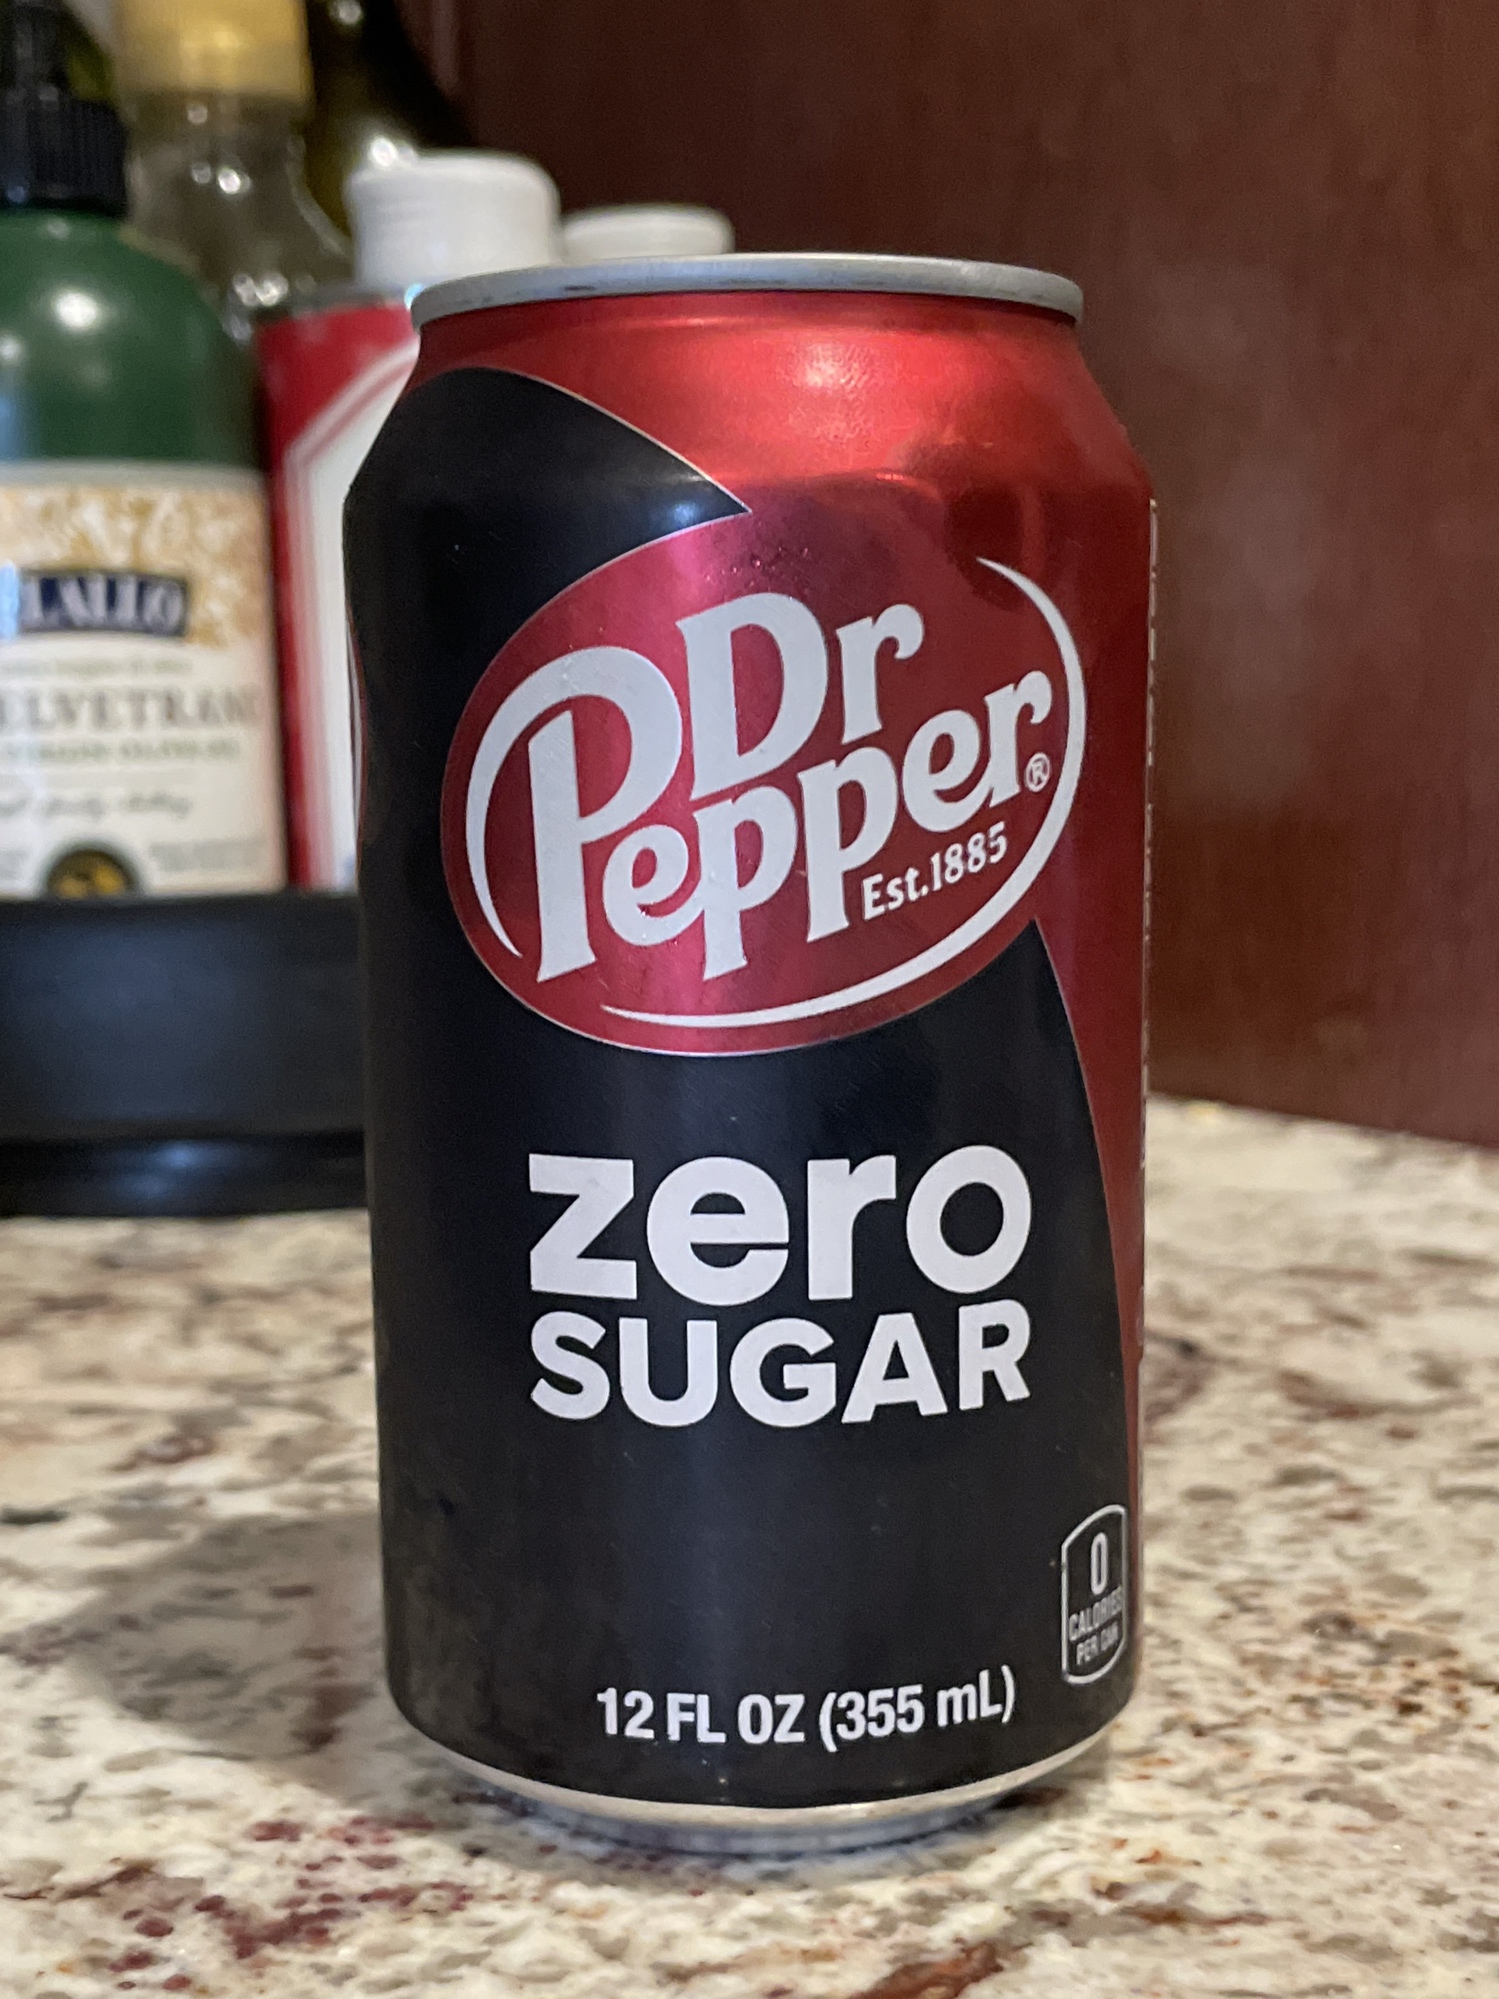 Dr
Pepper®
Est.1885
zero
SUGAR
0
CALORIES
PER CAN
12 FL OZ (355 mL)